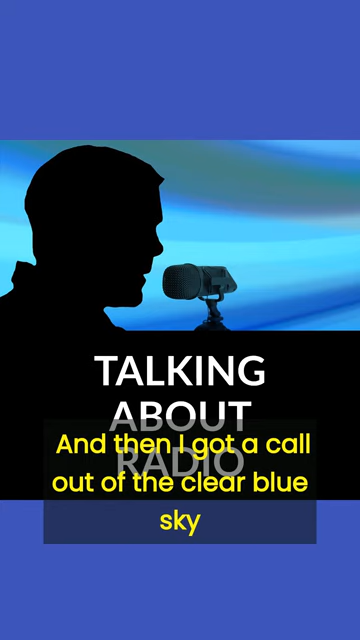 TALKING
ABOUT
RADIO
And then I got a call
out of the clear blue
sky